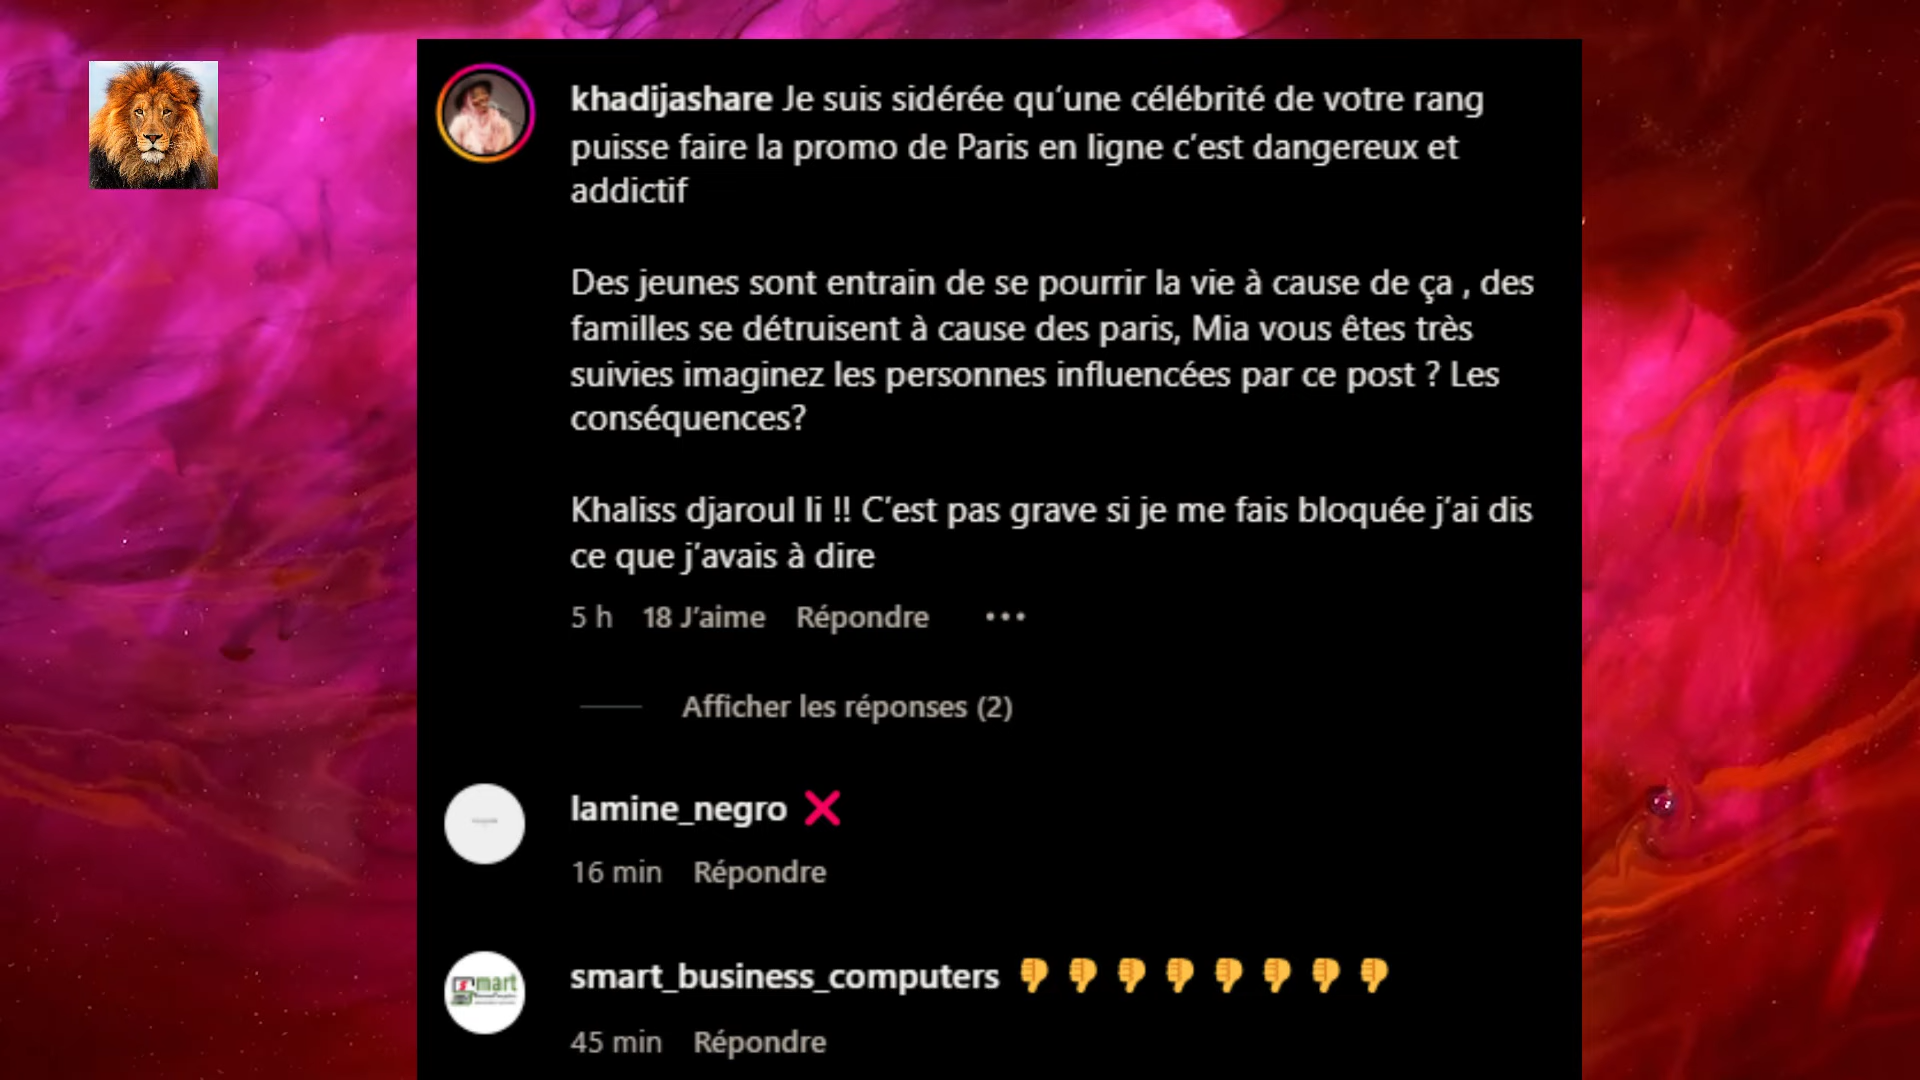 khadijashare Je suis sidérée qu’une célébrité de votre rang
puisse faire la promo de Paris en ligne c’est dangereux et
addictif
Des jeunes sont entrain de se pourrir la vie à cause de ça , des
familles se détruisent à cause des paris, Mia vous êtes très
suivies imaginez les personnes influencées par ce post ? Les
conséquences?
Khaliss djaroul li !! C’est pas grave si je me fais bloquée j’ai dis
ce que j’avais à dire
5 h 18 J’aime Répondre •••
Afficher les réponses (2)
lamine_negro ❌
16 min Répondre
mart
smart_business_computers 👎👎👎👎👎👎👎👎
45 min Répondre